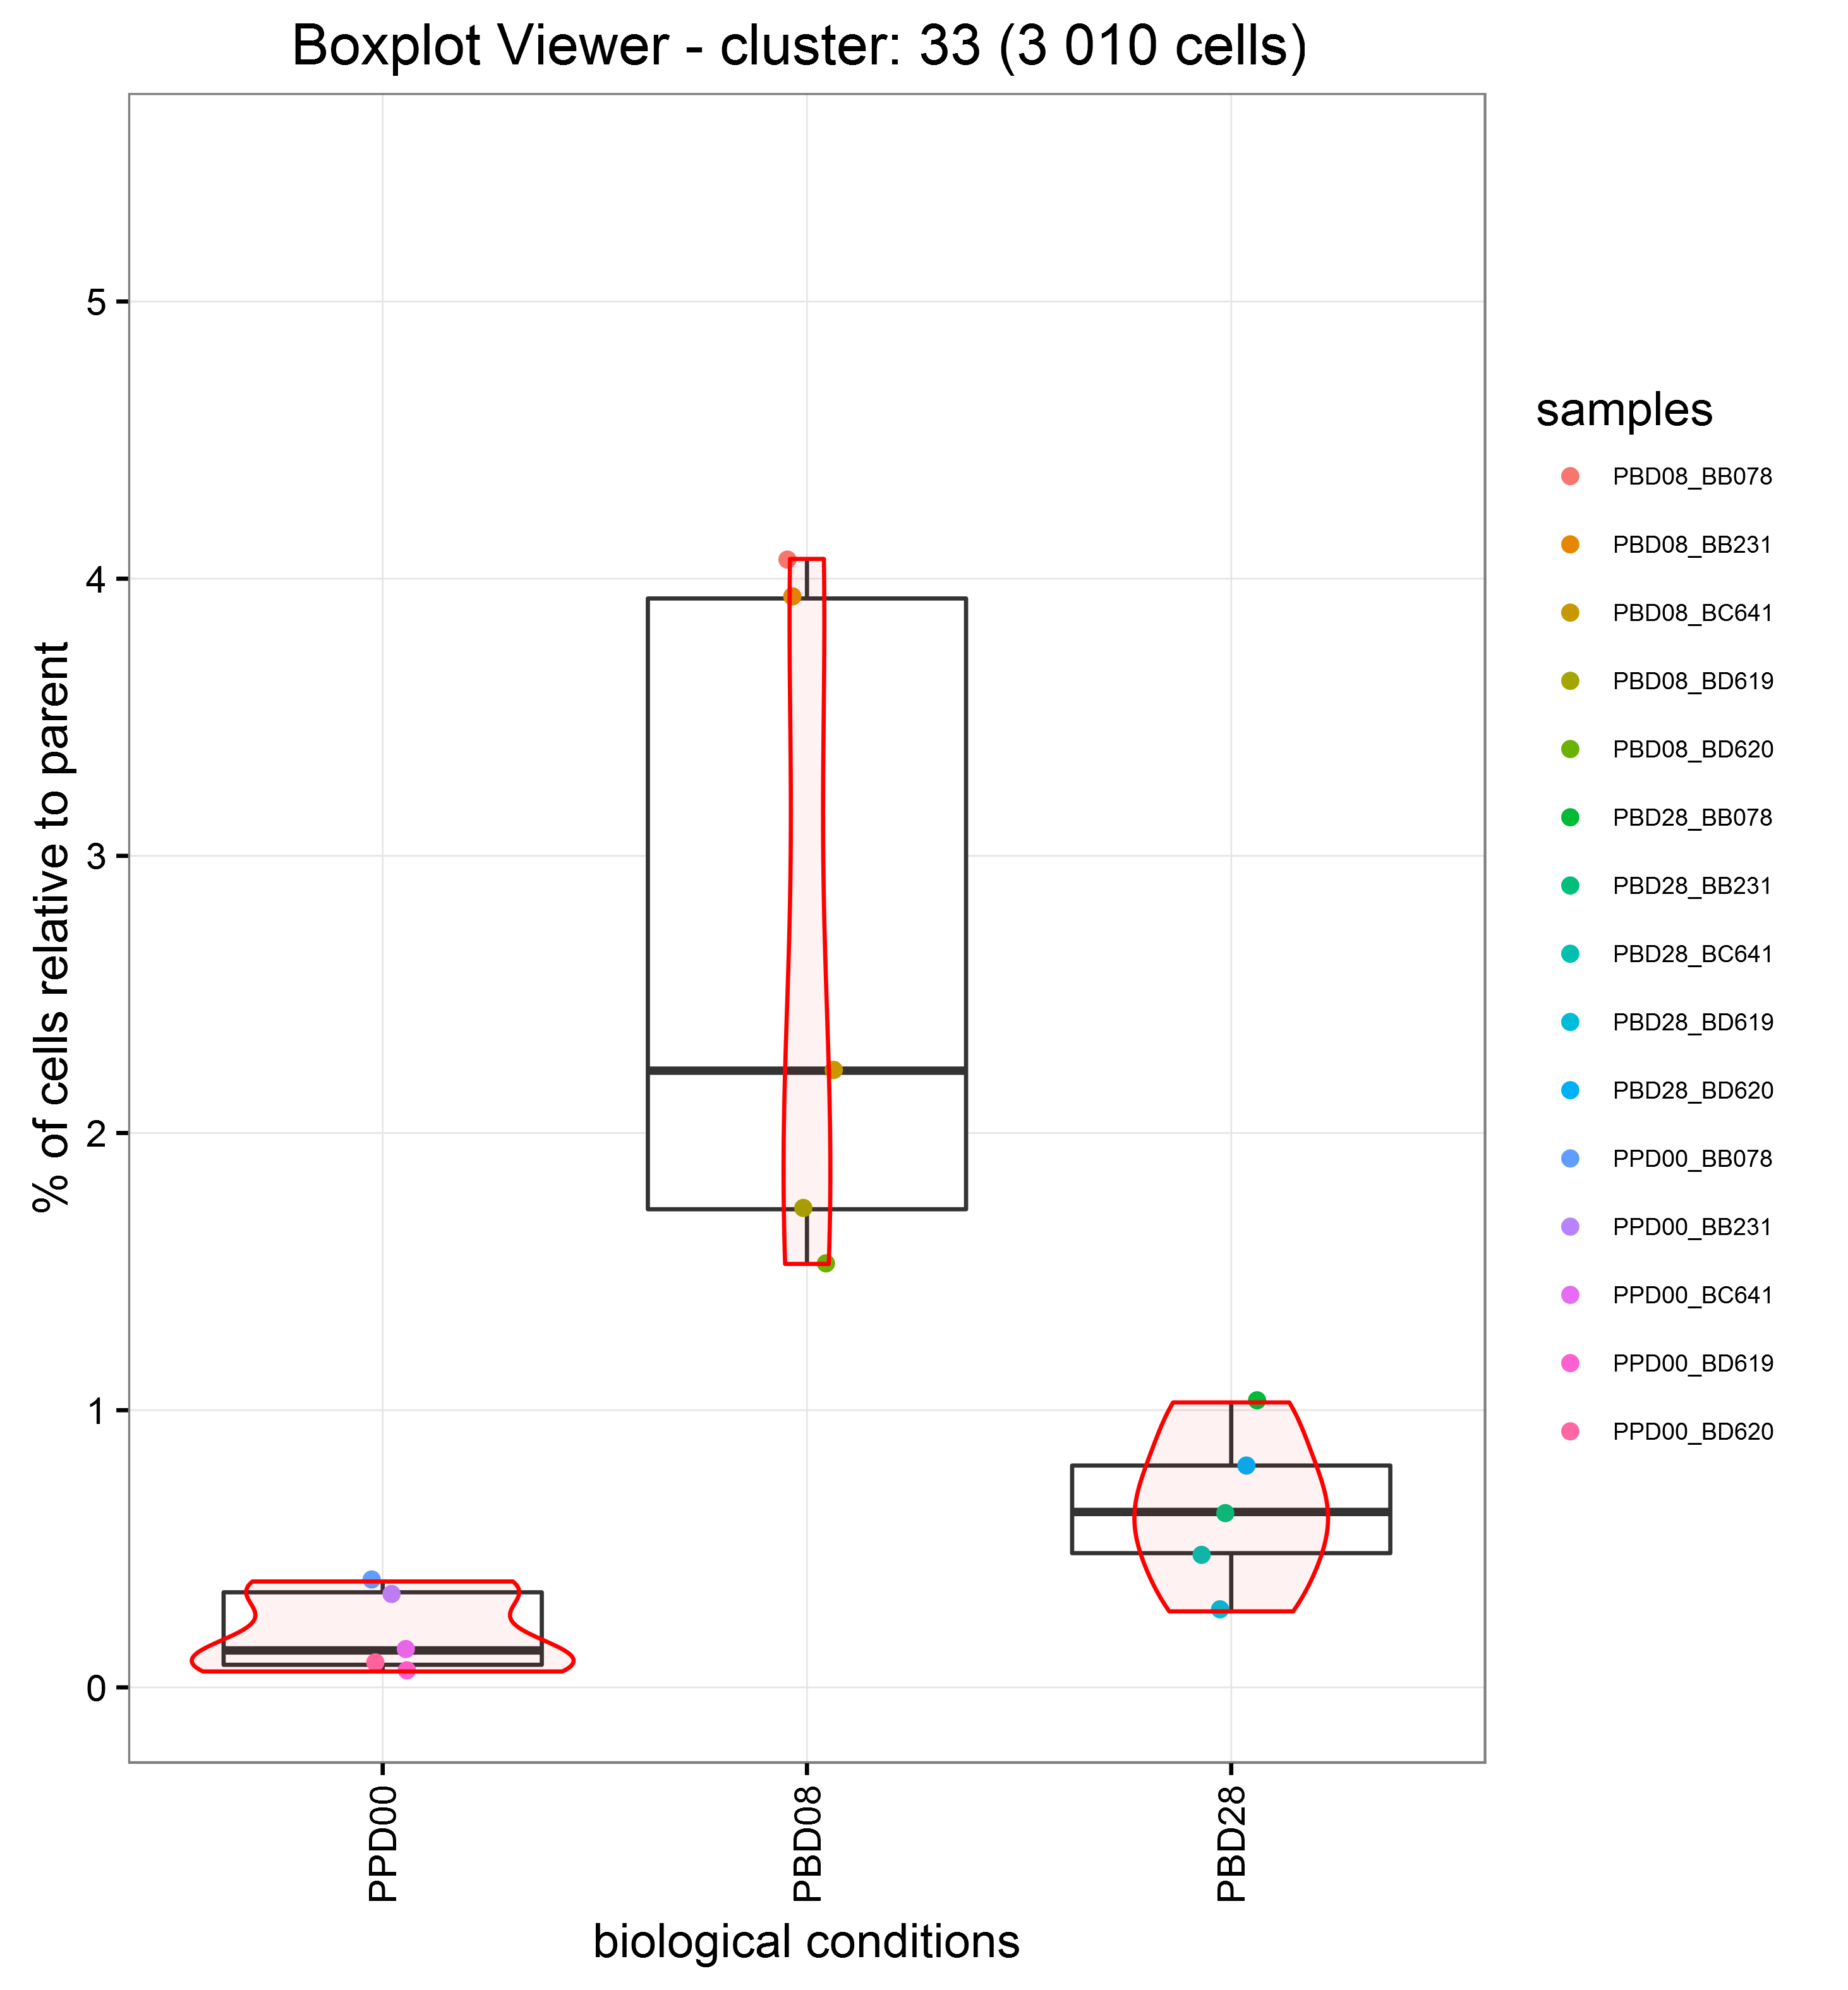 Boxplot Viewer - cluster: 33 (3 010 cells)
% of cells relative to parent
5
4
3
2
1
0
PPD00
PBD08
PBD28
biological conditions
samples
PBD08_BB078
PBD08_BB231
PBD08_BC641
PBD08_BD619
PBD08_BD620
PBD28_BB078
PBD28_BB231
PBD28_BC641
PBD28_BD619
PBD28_BD620
PPD00_BB078
PPD00_BB231
PPD00_BC641
PPD00_BD619
PPD00_BD620